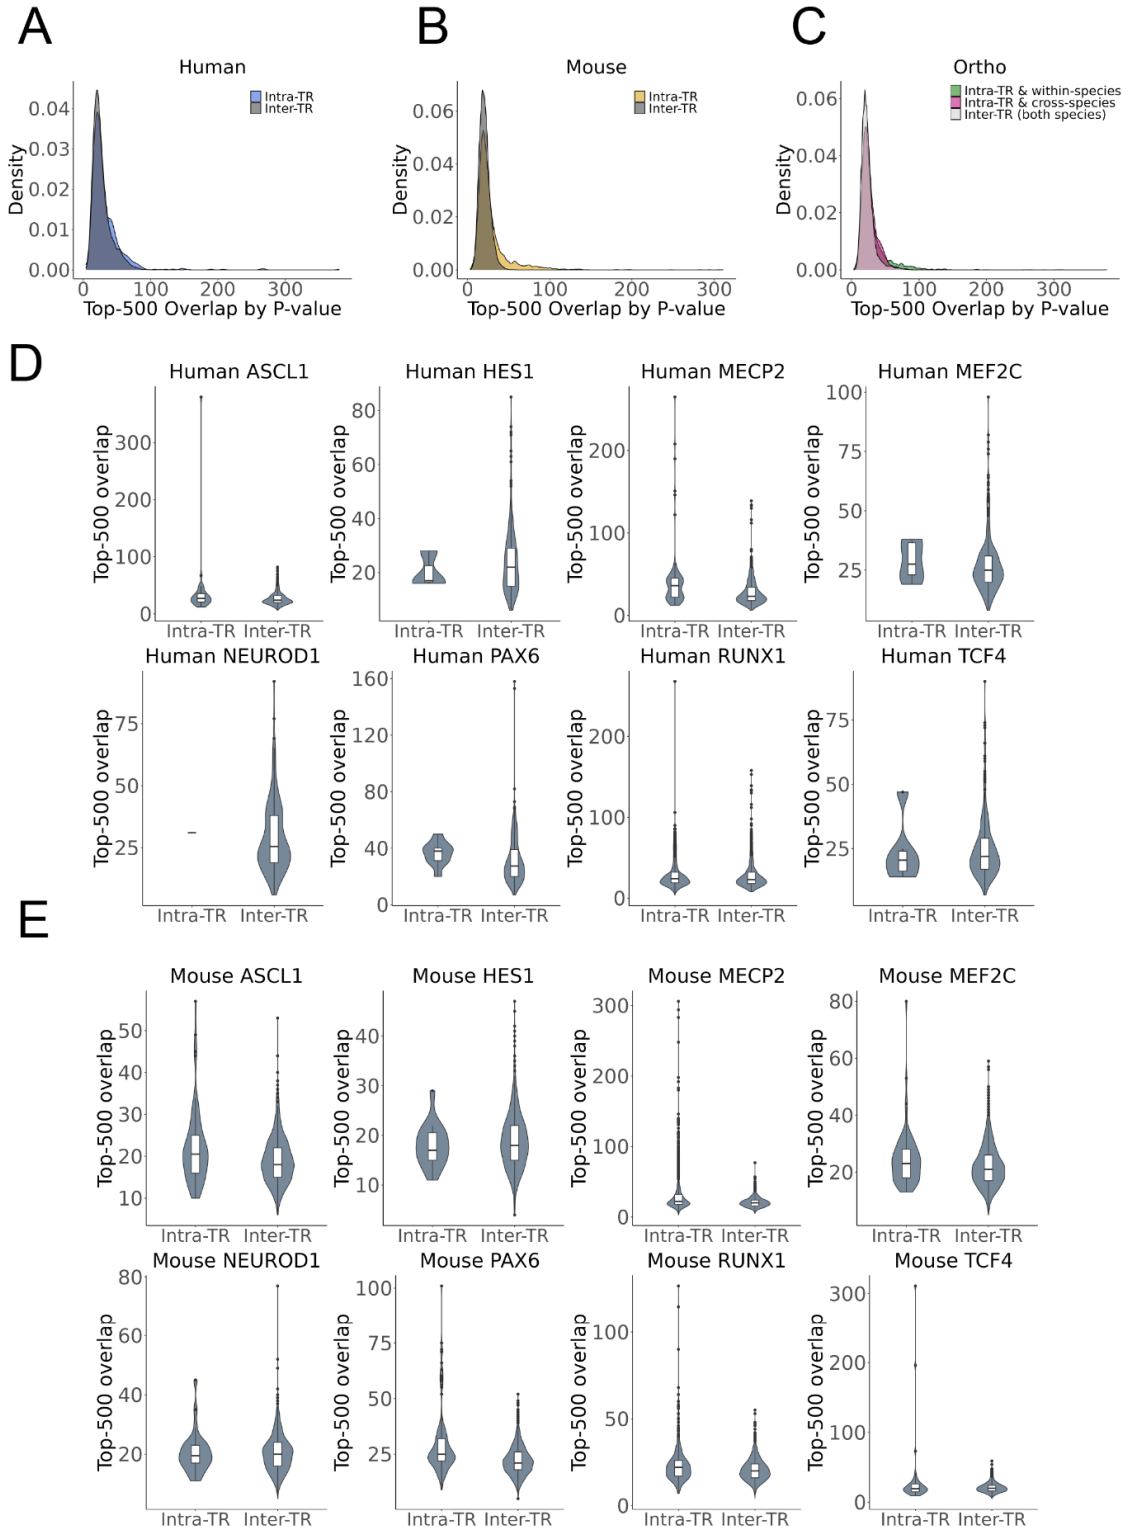 A
B
C
Human
Mouse
Ortho
Intra-TR
Inter-TR
Intra-TR
Inter-TR
Intra-TR & within-species
Intra-TR & cross-species
Inter-TR (both species)
Density
0.04
0.03
0.02
0.01
0.00
0 100 200 300
Top-500 Overlap by P-value
Density
0.06
0.04
0.02
0.00
0 100 200 300
Top-500 Overlap by P-value
Density
0.06
0.04
0.02
0.00
0 100 200 300
Top-500 Overlap by P-value
D
Human ASCL1
Top-500 overlap
300
200
100
0
Intra-TR Inter-TR
Human HES1
Top-500 overlap
80
60
40
20
Intra-TR Inter-TR
Human MECP2
Top-500 overlap
200
100
0
Intra-TR Inter-TR
Human MEF2C
Top-500 overlap
100
75
50
25
Intra-TR Inter-TR
Human NEUROD1
Top-500 overlap
75
50
25
Intra-TR Inter-TR
Human PAX6
Top-500 overlap
160
120
80
40
0
Intra-TR Inter-TR
Human RUNX1
Top-500 overlap
200
100
0
Intra-TR Inter-TR
Human TCF4
Top-500 overlap
75
50
25
Intra-TR Inter-TR
E
Mouse ASCL1
Top-500 overlap
50
40
30
20
10
Intra-TR Inter-TR
Mouse HES1
Top-500 overlap
40
30
20
10
Intra-TR Inter-TR
Mouse MECP2
Top-500 overlap
300
200
100
0
Intra-TR Inter-TR
Mouse MEF2C
Top-500 overlap
80
60
40
20
Intra-TR Inter-TR
Mouse NEUROD1
Top-500 overlap
80
60
40
20
Intra-TR Inter-TR
Mouse PAX6
Top-500 overlap
100
75
50
25
Intra-TR Inter-TR
Mouse RUNX1
Top-500 overlap
100
50
0
Intra-TR Inter-TR
Mouse TCF4
Top-500 overlap
300
200
100
0
Intra-TR Inter-TR